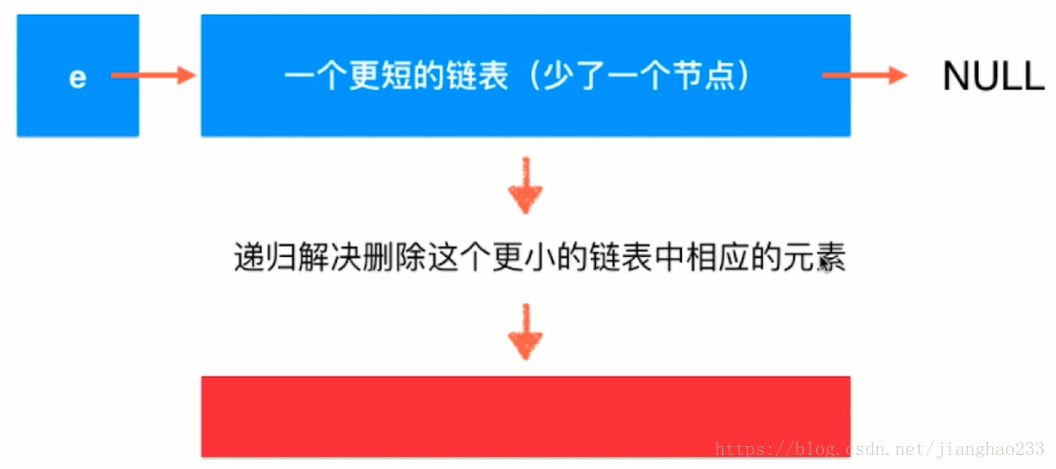 e
一个更短的链表（少了一个节点）
NULL
递归解决删除这个更小的链表中相应的元素
https://blog.csdn.net/jianghao233